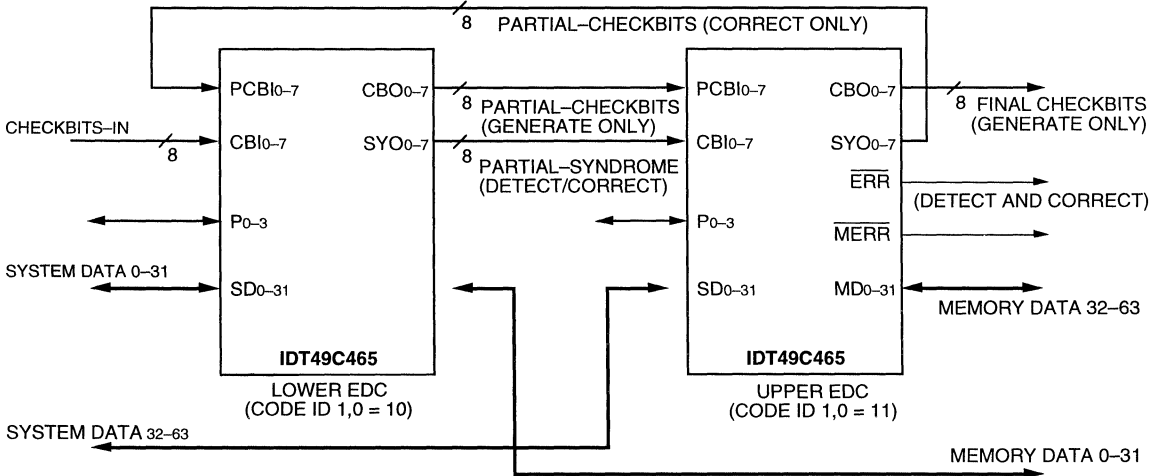 8 PARTIAL–CHECKBITS (CORRECT ONLY)
PCBI0–7 CBO0–7
8
PARTIAL–CHECKBITS
(GENERATE ONLY)
PCBI0–7 CBO0–7
8 FINAL CHECKBITS
(GENERATE ONLY)
CHECKBITS–IN
8
CBI0–7 SYO0–7
8
PARTIAL–SYNDROME
(DETECT/CORRECT)
CBI0–7 SYO0–7
ERR
(DETECT AND CORRECT)
P0–3
P0–3
MERR
SYSTEM DATA 0–31
SD0–31
SD0–31 MD0–31
MEMORY DATA 32–63
IDT49C465
LOWER EDC
(CODE ID 1,0 = 10)
IDT49C465
UPPER EDC
(CODE ID 1,0 = 11)
SYSTEM DATA 32–63
MEMORY DATA 0–31